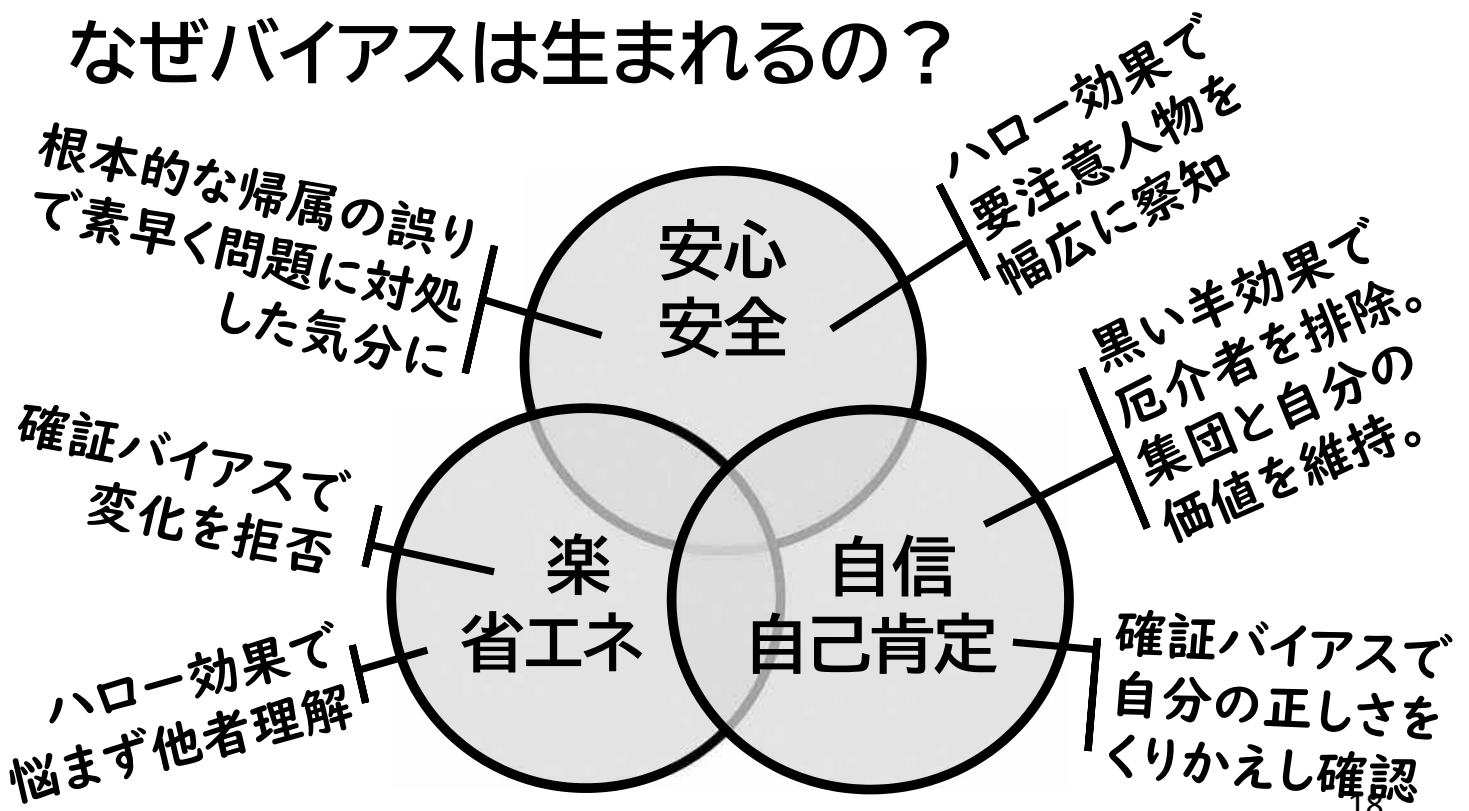 なぜバイアスは生まれるの？
根本的な帰属の誤り
で素早く問題に対処
した気分に
ハロー効果で
要注意人物を
幅広に察知
安心
安全
黒い羊効果で
厄介者を排除。
集団と自分の
価値を維持。
確証バイアスで
変化を拒否
楽
省エネ
自信
自己肯定
ハロー効果で
悩まず他者理解
確証バイアスで
自分の正しさを
くりかえし確認
18